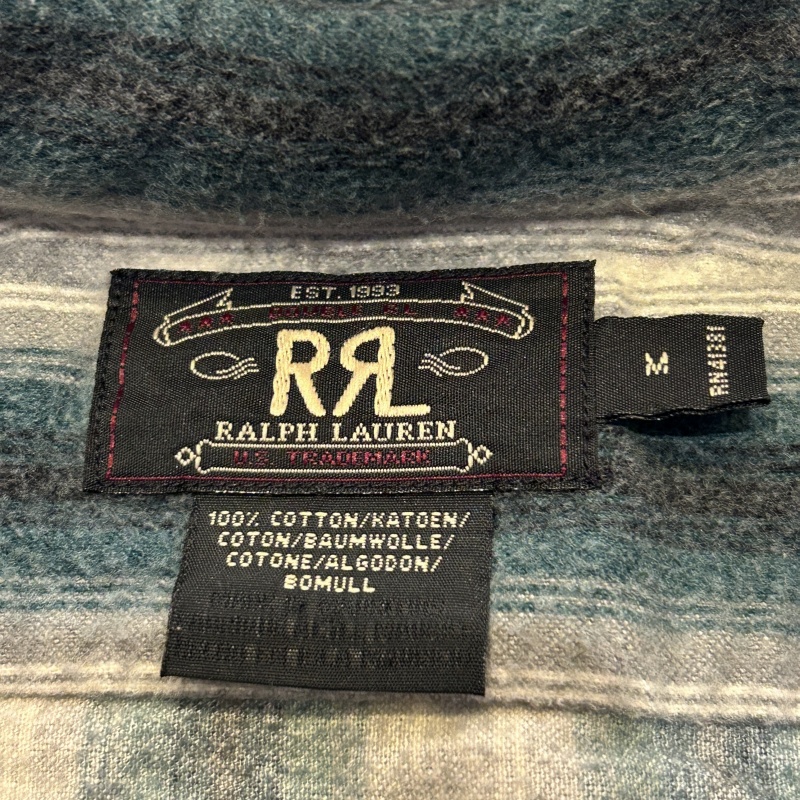 EST. 1993
DOUBLE RL
RRL
RALPH LAUREN
U.S. TRADEMARK
M
RN41381
100% COTTON/KATOEN/
COTON/BAUMWOLLE/
COTONE/ALGODON/
BOMULL